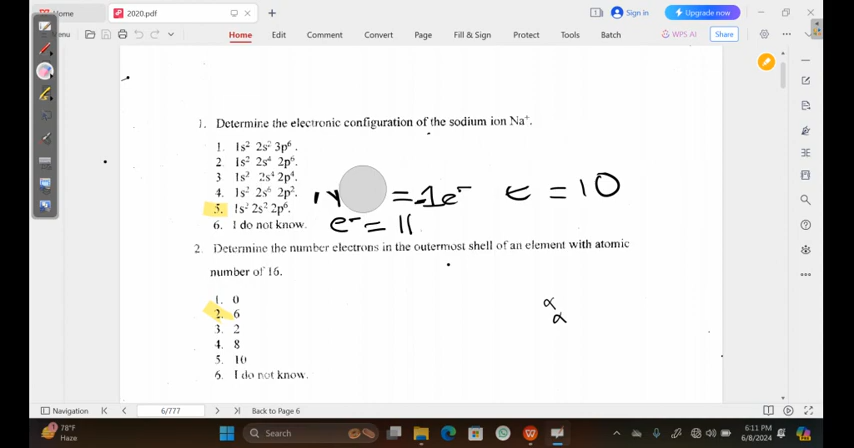 Home
2020.pdf
1
Sign in
Upgrade now
Menu
Home
Edit
Comment
Convert
Page
Fill & Sign
Protect
Tools
Batch
WPS AI
Share
1. Determine the electronic configuration of the sodium ion Na⁺.
1. 1s² 2s² 3p⁶.
2. 1s² 2s⁴ 2p⁶.
3 1s² 2s⁴ 2p⁴.
4. 1s² 2s⁶ 2p².
5. 1s² 2s² 2p⁶.
6. I do not know.
= -1e⁻ e = 10
e⁻ = 11
2. Determine the number electrons in the outermost shell of an element with atomic
number of 16.
1. 0
2. 6
3. 2
4. 8
5. 10
6. I do not know.
Navigation
6/777
Back to Page 6
78°F
Haze
Search
6:11 PM
6/8/2024